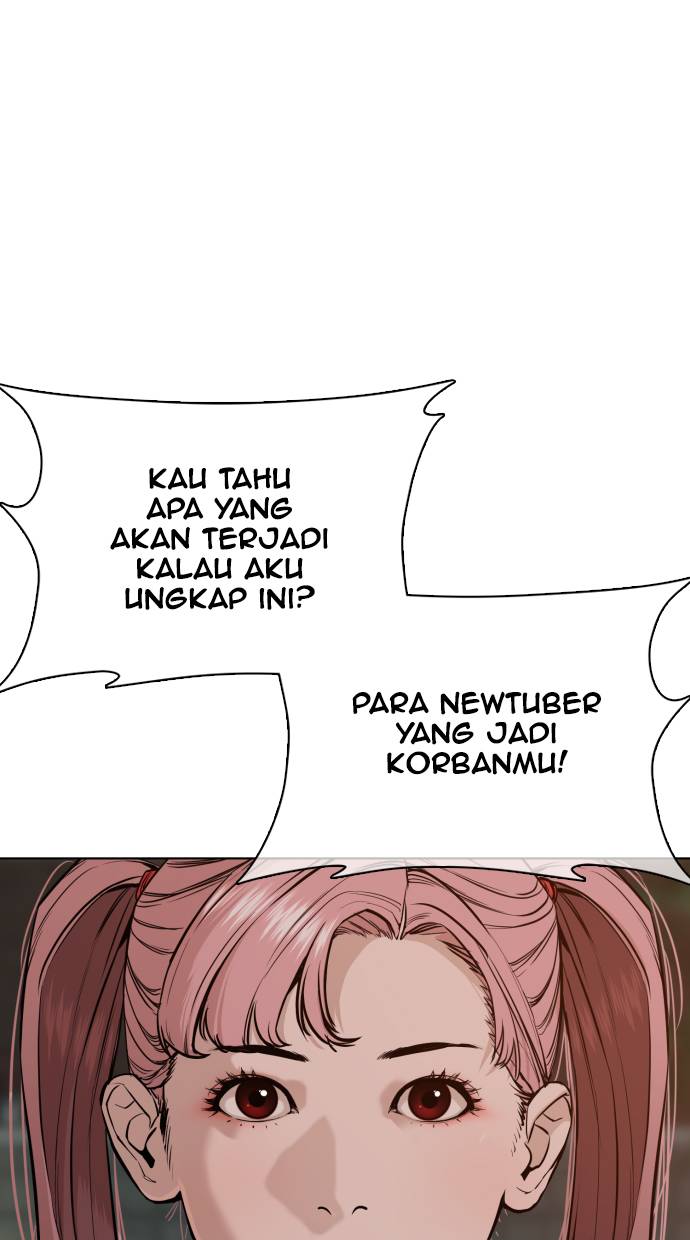 KAU TAHU
APA YANG
AKAN TERJADI
KALAU AKU
UNGKAP INI?
PARA NEWTUBER
YANG JADI
KORBANMU!